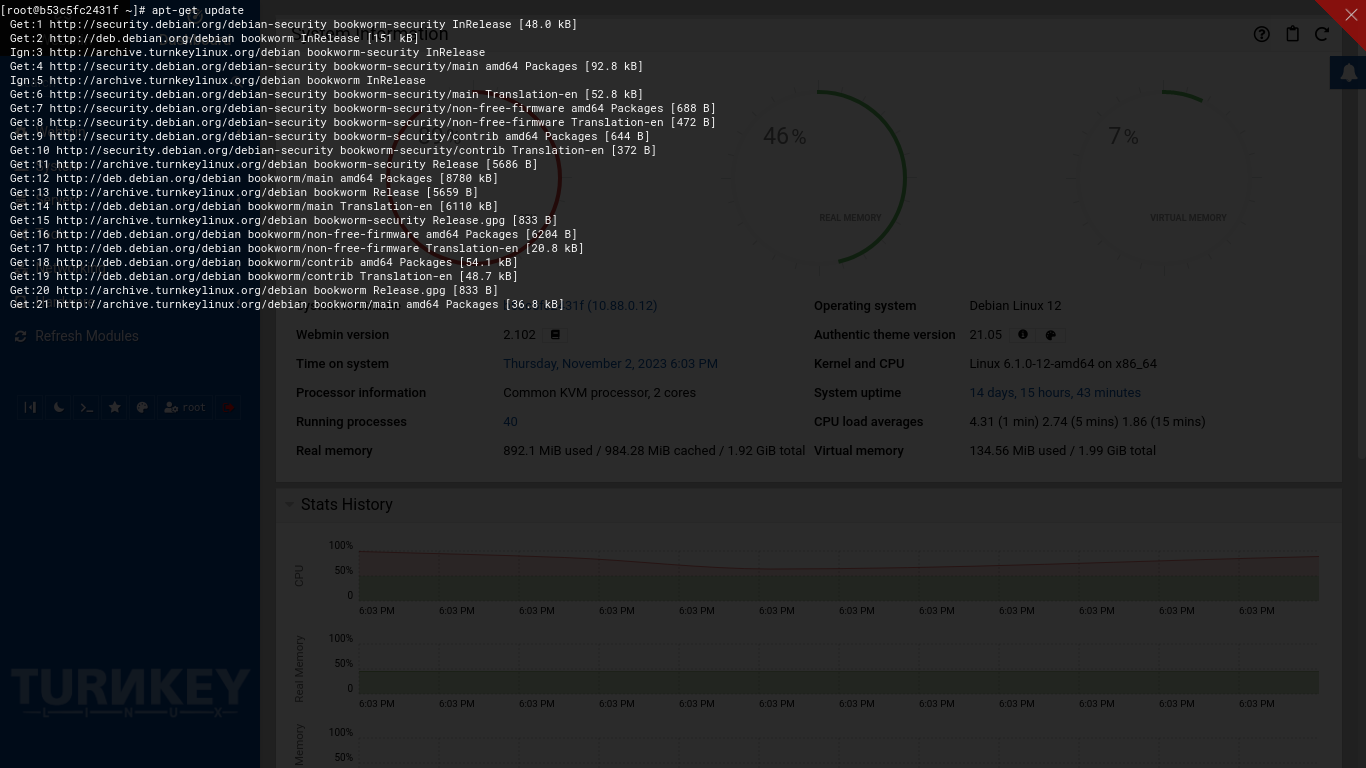 [root@b53c5fc2431f ~]# apt-get update
Get:1 http://security.debian.org/debian-security bookworm-security InRelease [48.0 kB]
Get:2 http://deb.debian.org/debian bookworm InRelease [151 kB]
Ign:3 http://archive.turnkeylinux.org/debian bookworm-security InRelease
Get:4 http://security.debian.org/debian-security bookworm-security/main amd64 Packages [92.8 kB]
Ign:5 http://archive.turnkeylinux.org/debian bookworm InRelease
Get:6 http://security.debian.org/debian-security bookworm-security/main Translation-en [52.8 kB]
Get:7 http://security.debian.org/debian-security bookworm-security/non-free-firmware amd64 Packages [688 B]
Get:8 http://security.debian.org/debian-security bookworm-security/non-free-firmware Translation-en [472 B]
Get:9 http://security.debian.org/debian-security bookworm-security/contrib amd64 Packages [644 B]
Get:10 http://security.debian.org/debian-security bookworm-security/contrib Translation-en [372 B]
Get:11 http://archive.turnkeylinux.org/debian bookworm-security Release [5686 B]
Get:12 http://deb.debian.org/debian bookworm/main amd64 Packages [8780 kB]
Get:13 http://archive.turnkeylinux.org/debian bookworm Release [5659 B]
Get:14 http://deb.debian.org/debian bookworm/main Translation-en [6110 kB]
Get:15 http://archive.turnkeylinux.org/debian bookworm-security Release.gpg [833 B]
Get:16 http://deb.debian.org/debian bookworm/non-free-firmware amd64 Packages [6204 B]
Get:17 http://deb.debian.org/debian bookworm/non-free-firmware Translation-en [20.8 kB]
Get:18 http://deb.debian.org/debian bookworm/contrib amd64 Packages [54.1 kB]
Get:19 http://deb.debian.org/debian bookworm/contrib Translation-en [48.7 kB]
Get:20 http://archive.turnkeylinux.org/debian bookworm Release.gpg [833 B]
Get:21 http://archive.turnkeylinux.org/debian bookworm/main amd64 Packages [36.8 kB]
System Information
46%
REAL MEMORY
7%
VIRTUAL MEMORY
(10.88.0.12)
Operating system Debian Linux 12
Webmin version 2.102
Authentic theme version 21.05
Time on system Thursday, November 2, 2023 6:03 PM
Kernel and CPU Linux 6.1.0-12-amd64 on x86_64
Processor information Common KVM processor, 2 cores
System uptime 14 days, 15 hours, 43 minutes
Running processes 40
CPU load averages 4.31 (1 min) 2.74 (5 mins) 1.86 (15 mins)
Real memory 892.1 MiB used / 984.28 MiB cached / 1.92 GiB total
Virtual memory 134.56 MiB used / 1.99 GiB total
Refresh Modules
root
TURNKEY
LINUX
Stats History
CPU
100%
50%
0
6:03 PM 6:03 PM 6:03 PM 6:03 PM 6:03 PM 6:03 PM 6:03 PM 6:03 PM 6:03 PM 6:03 PM 6:03 PM 6:03 PM
Real Memory
100%
50%
0
6:03 PM 6:03 PM 6:03 PM 6:03 PM 6:03 PM 6:03 PM 6:03 PM 6:03 PM 6:03 PM 6:03 PM 6:03 PM 6:03 PM
Memory
100%
50%